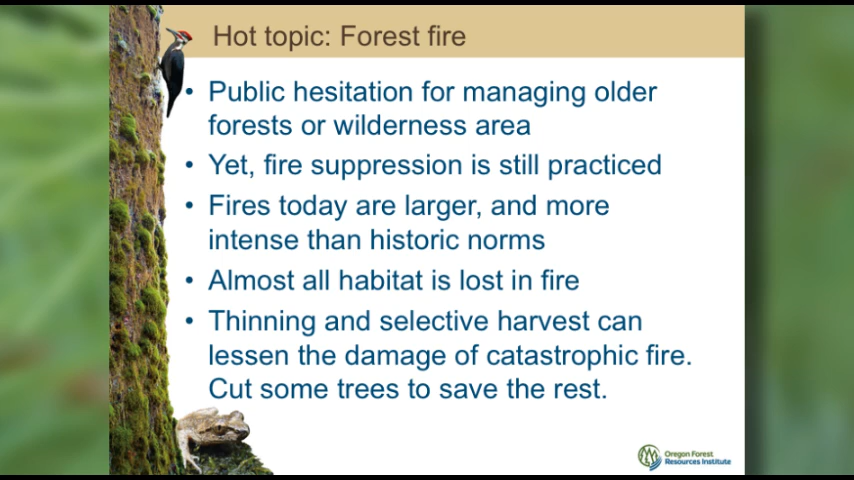 Hot topic: Forest fire
• Public hesitation for managing older
forests or wilderness area
• Yet, fire suppression is still practiced
• Fires today are larger, and more
intense than historic norms
• Almost all habitat is lost in fire
• Thinning and selective harvest can
lessen the damage of catastrophic fire.
Cut some trees to save the rest.
Oregon Forest
Resources Institute